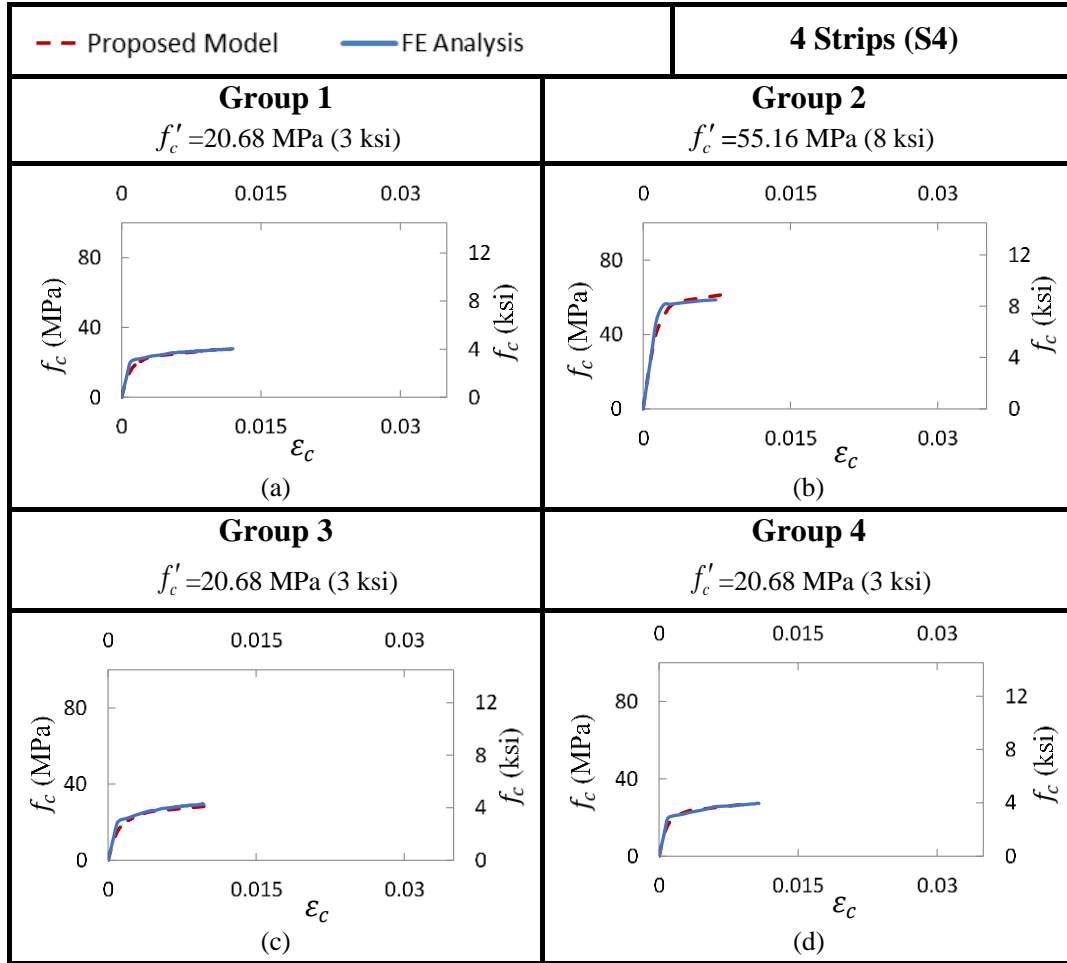 Proposed Model FE Analysis 4 Strips (S4)
Group 1
f′c =20.68 MPa (3 ksi)
Group 2
f′c =55.16 MPa (8 ksi)
0 0.015 0.03
80
40
0
fc (MPa)
12
8
4
0
fc (ksi)
0 0.015 0.03
εc
(a)
0 0.015 0.03
80
40
0
fc (MPa)
12
8
4
0
fc (ksi)
0 0.015 0.03
εc
(b)
Group 3
f′c =20.68 MPa (3 ksi)
Group 4
f′c =20.68 MPa (3 ksi)
0 0.015 0.03
80
40
0
fc (MPa)
12
8
4
0
fc (ksi)
0 0.015 0.03
εc
(c)
0 0.015 0.03
80
40
0
fc (MPa)
12
8
4
0
fc (ksi)
0 0.015 0.03
εc
(d)